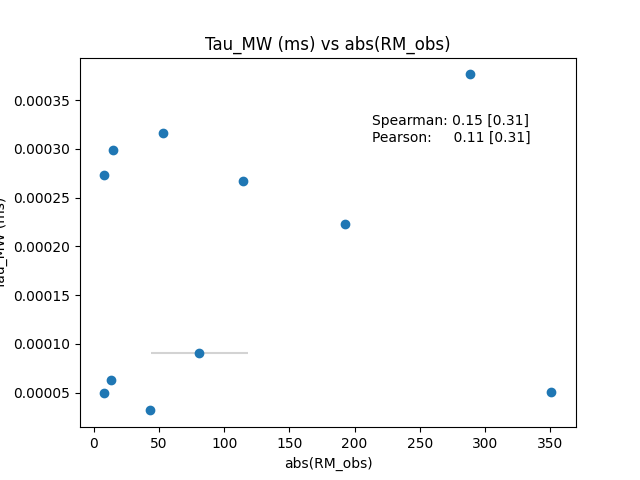 Tau_MW (ms) vs abs(RM_obs)
Spearman: 0.15 [0.31]
Pearson: 0.11 [0.31]
0.00035
0.00030
0.00025
0.00020
0.00015
0.00010
0.00005
0 50 100 150 200 250 300 350
abs(RM_obs)